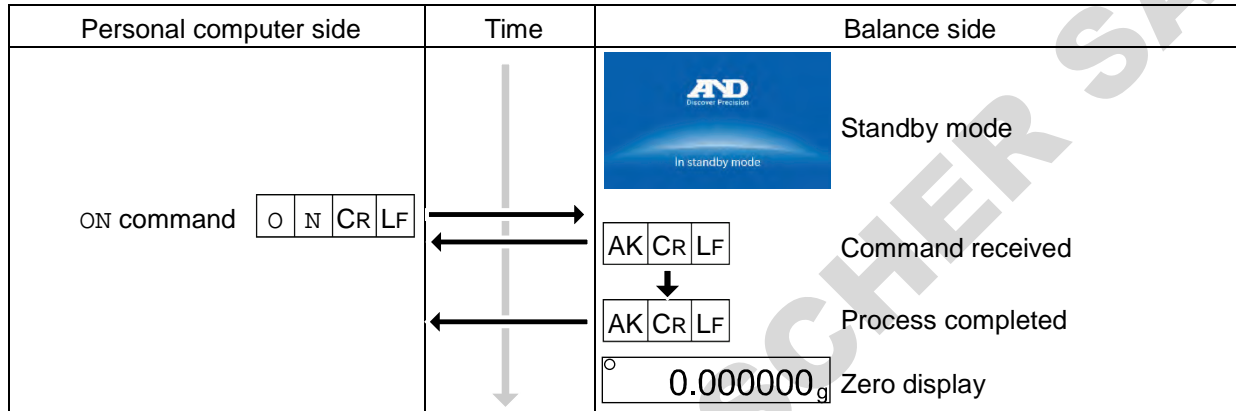 Personal computer side Time Balance side
AND
Discover Precision
In standby mode
Standby mode
ON command O N CR LF
AK CR LF Command received
AK CR LF Process completed
0.000000 g Zero display